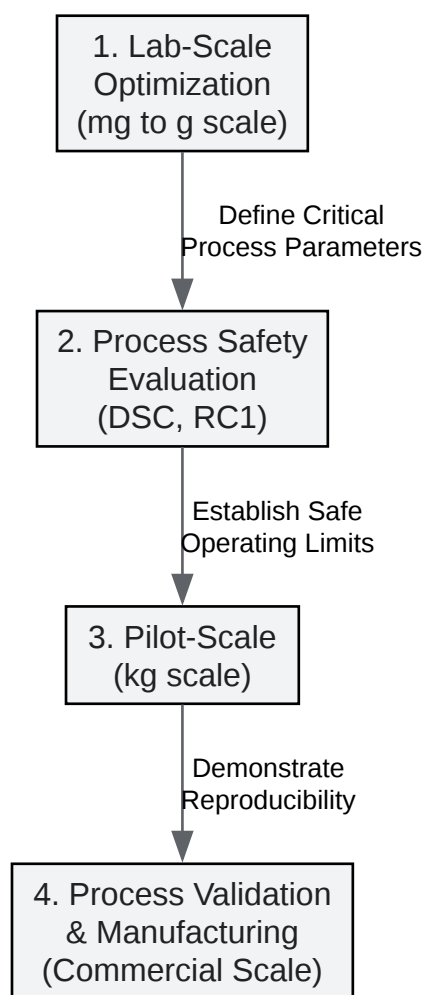 1. Lab-Scale
Optimization
(mg to g scale)
Define Critical
Process Parameters
2. Process Safety
Evaluation
(DSC, RC1)
Establish Safe
Operating Limits
3. Pilot-Scale
(kg scale)
Demonstrate
Reproducibility
4. Process Validation
& Manufacturing
(Commercial Scale)